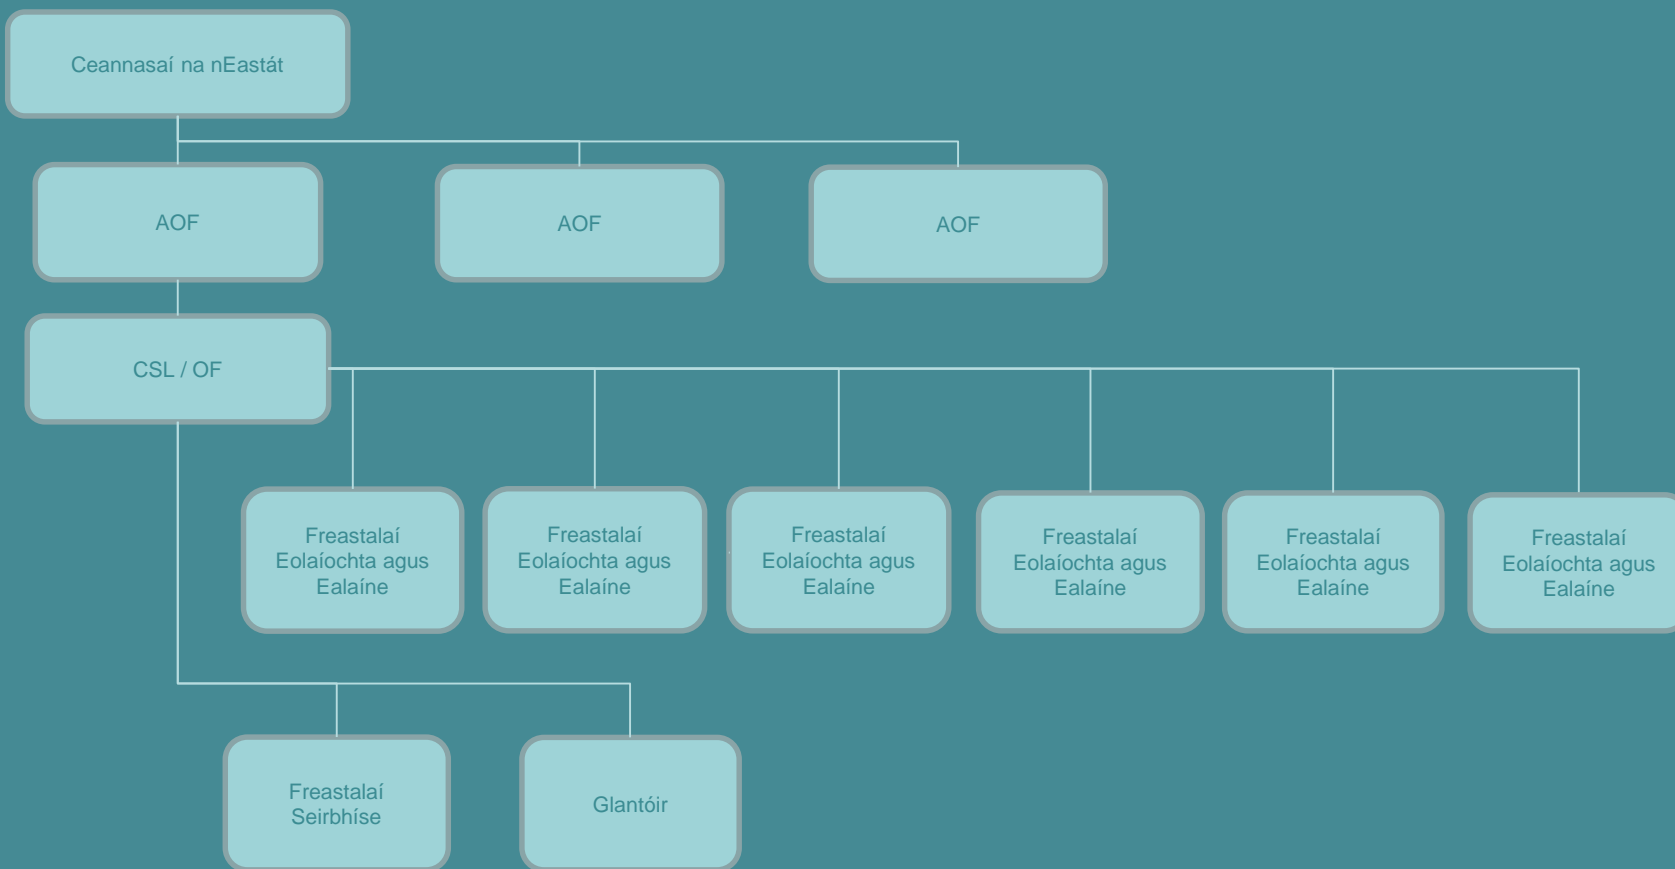 Ceannasaí na nEastát
AOF
AOF
AOF
CSL / OF
Freastalaí
Eolaíochta agus
Ealaíne
Freastalaí
Eolaíochta agus
Ealaíne
Freastalaí
Eolaíochta agus
Ealaíne
Freastalaí
Eolaíochta agus
Ealaíne
Freastalaí
Eolaíochta agus
Ealaíne
Freastalaí
Eolaíochta agus
Ealaíne
Freastalaí
Seirbhíse
Glantóir